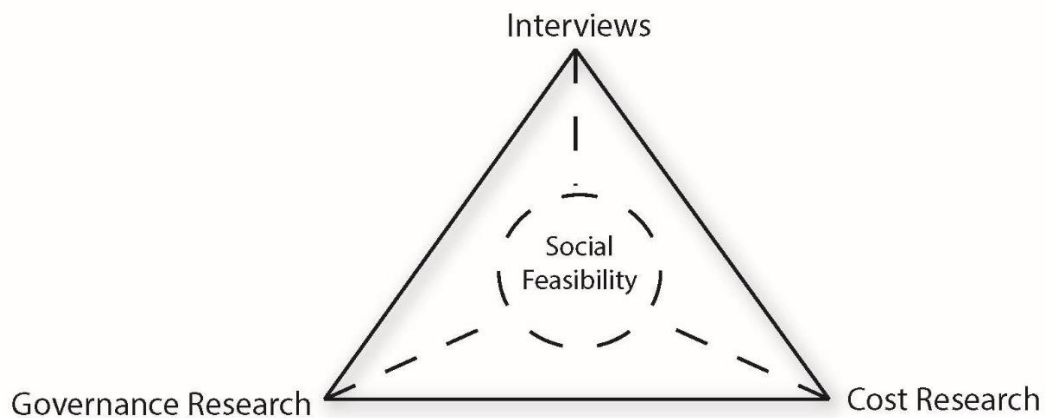 Interviews
Social
Feasibility
Governance Research
Cost Research